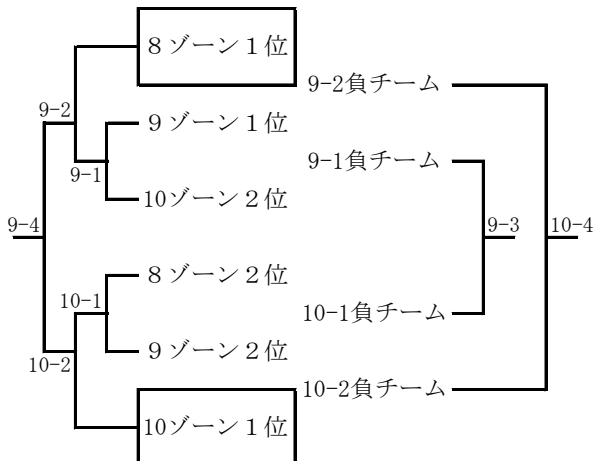 ８ゾーン１位
9-2負チーム
9-2
９ゾーン１位
9-1負チーム
9-1
10ゾーン２位
9-4
9-3
10-4
８ゾーン２位
10-1
10-1負チーム
９ゾーン２位
10-2
10-2負チーム
10ゾーン１位